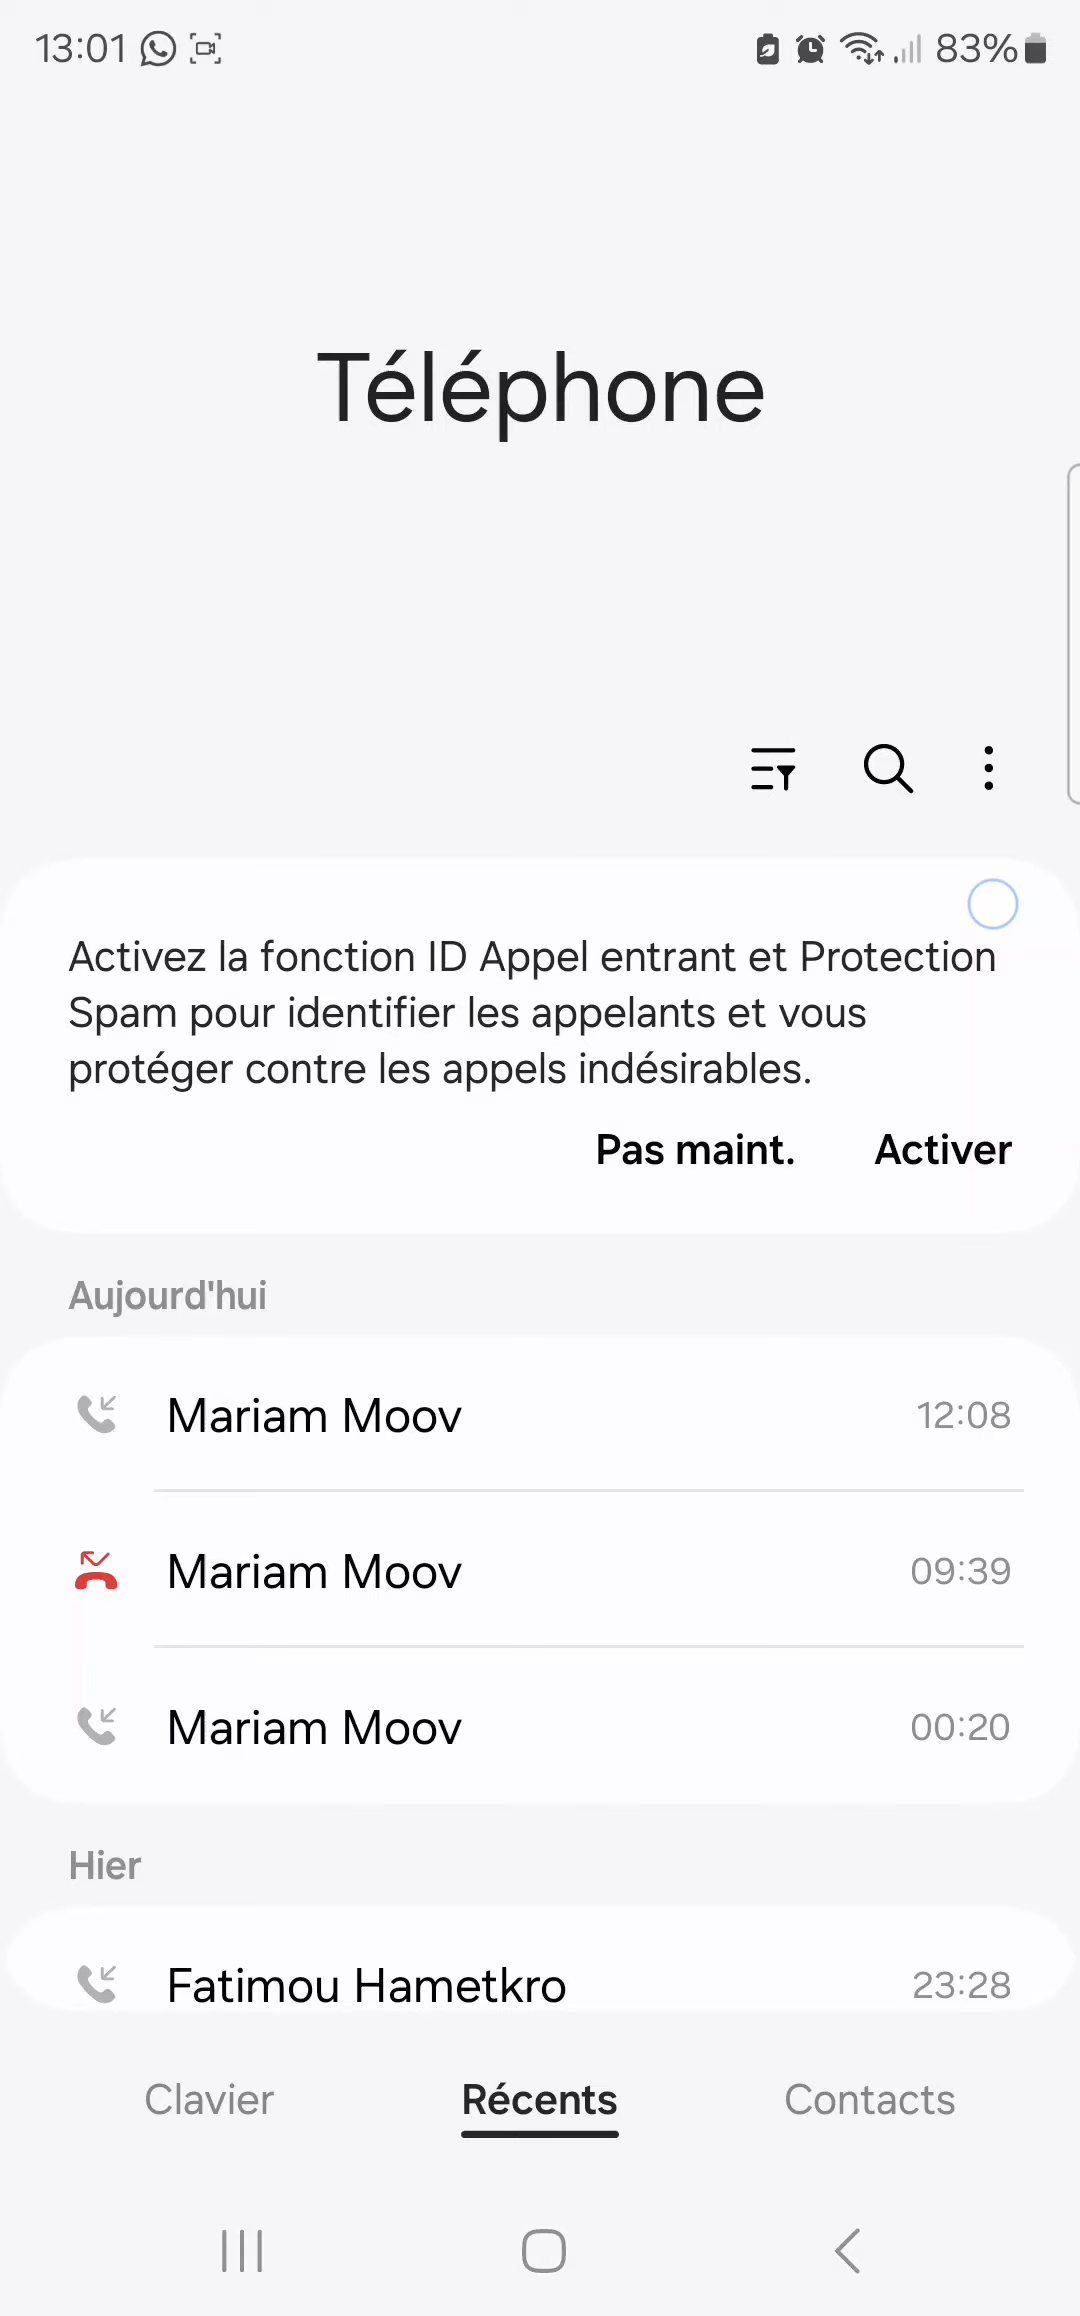 13:01
83%
Téléphone
Activez la fonction ID Appel entrant et Protection
Spam pour identifier les appelants et vous
protéger contre les appels indésirables.
Pas maint. Activer
Aujourd'hui
Mariam Moov 12:08
Mariam Moov 09:39
Mariam Moov 00:20
Hier
Fatimou Hametkro 23:28
Clavier Récents Contacts